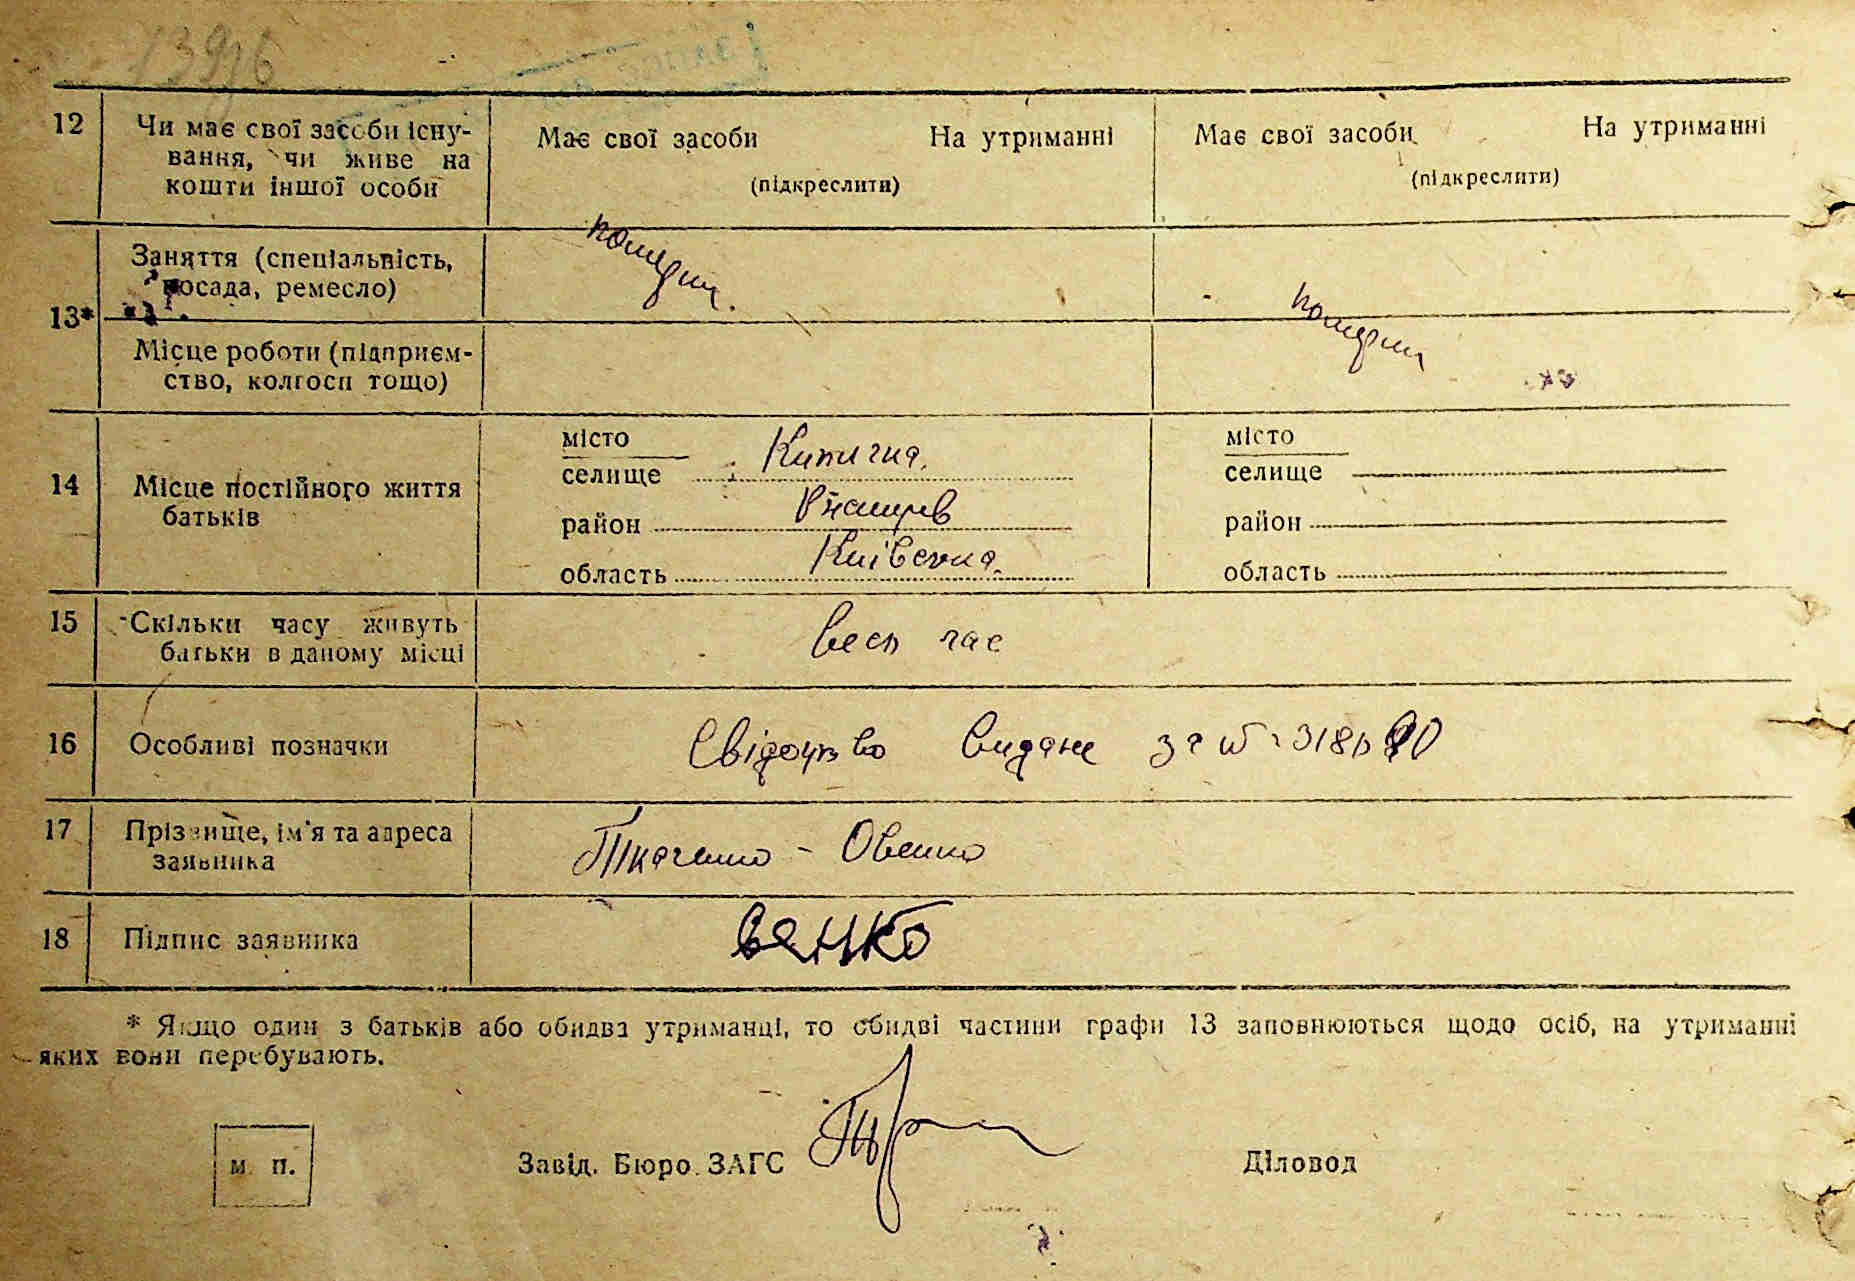 12 Чи має свої засоби існу-
вання, чи живе на
кошти іншої особи
Має свої засоби На утриманні
(підкреслити)
Має свої засоби На утриманні
(підкреслити)
13*
Заняття (спеціальність,
посада, ремесло)
Місце роботи (підприєм-
ство, колгосп тощо)
14 Місце постійного життя
батьків
місто
селище
район
область Київська
місто
селище
район
область
15 Скільки часу живуть
батьки в даному місці
весь час
16 Особливі позначки
Свідоцтво видане за №
17 Прізвище, ім'я та адреса
заявника
Ткаченко - Овсій
18 Підпис заявника
* Якщо один з батьків або обидва утриманці, то обидві частини графи 13 заповнюються щодо осіб, на утриманні
яких вони перебувають.
м. п.
Завід. Бюро ЗАГС
Діловод